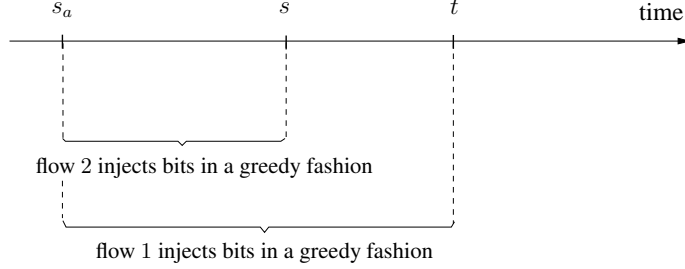 s_a s t time
flow 2 injects bits in a greedy fashion
flow 1 injects bits in a greedy fashion